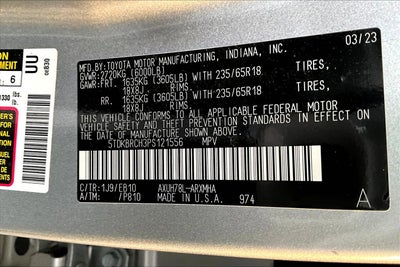 MFD. BY: TOYOTA MOTOR MANUFACTURING, INDIANA, INC. 03/23
GVWR: 2720KG (6000LB)
GAWR: FRT. 1635KG (3605LB) WITH 235/65R18 TIRES,
18X8J RIMS.
RR. 1635KG (3605LB) WITH 235/65R18 TIRES,
18X8J RIMS.
THIS VEHICLE CONFORMS TO ALL APPLICABLE FEDERAL MOTOR
VEHICLE SAFETY AND THEFT PREVENTION STANDARDS IN EFFECT
ON THE DATE OF MANUFACTURE SHOWN ABOVE.
5TDKBRCH3PS121556 MPV
C/TR: 1J9/EB10 AXUH78L-ARXMHA
A/TM: /P810 MADE IN U.S.A. 974 A
UU
0E830
6